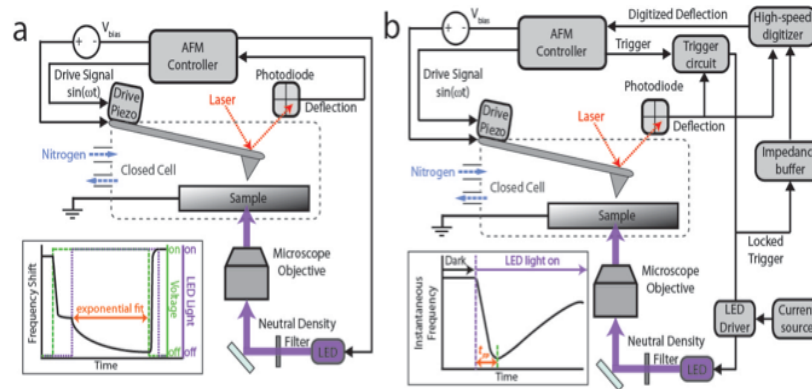 a
+ -
Vbias
AFM
Controller
Drive Signal
sin(ωt)
Drive
Piezo
Photodiode
Laser
Deflection
Nitrogen
Closed Cell
Sample
Microscope
Objective
Neutral Density
Filter
LED
Frequency Shift
exponential fit
on
off
Voltage
on
off
LED Light
Time
b
+ -
Vbias
AFM
Controller
Digitized Deflection
Trigger
Trigger
circuit
High-speed
digitizer
Drive Signal
sin(ωt)
Drive
Piezo
Photodiode
Laser
Deflection
Nitrogen
Closed Cell
Impedance
buffer
Sample
Locked
Trigger
Microscope
Objective
LED
Driver
Current
source
Neutral Density
Filter
LED
Dark
LED light on
Instantaneous
Frequency
Time